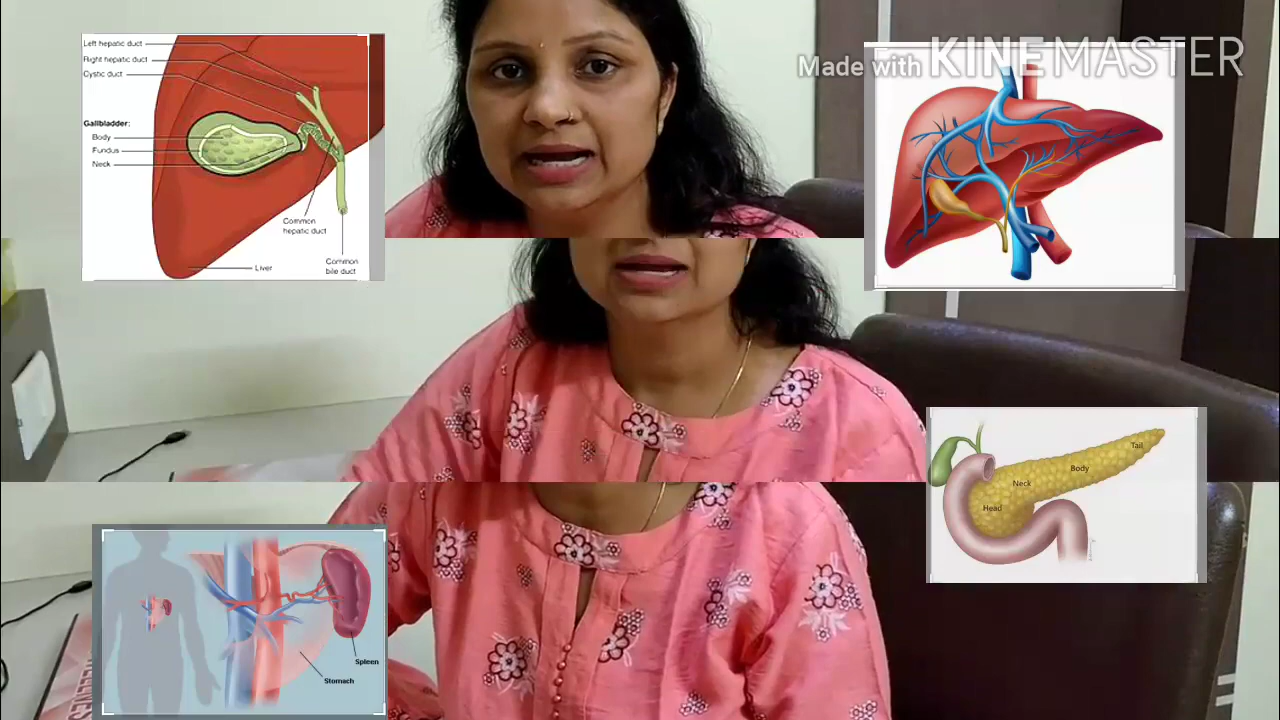 Made with KINEMASTER
Left hepatic duct
Right hepatic duct
Cystic duct
Gallbladder:
Body
Fundus
Neck
Common
hepatic duct
Common
bile duct
Liver
Tail
Body
Neck
Head
Spleen
Stomach